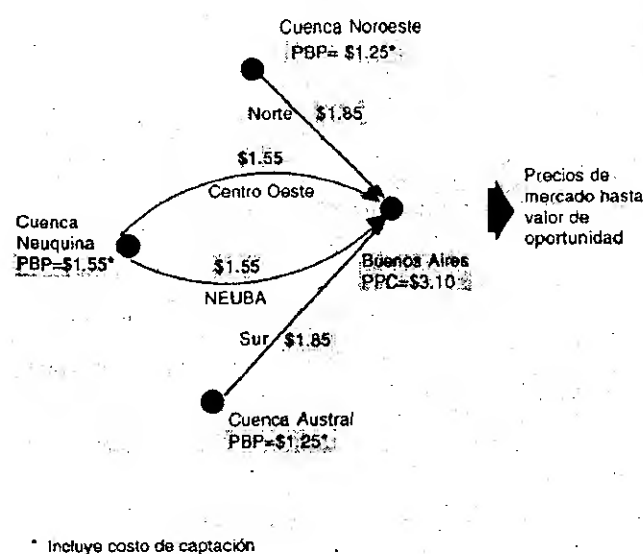 Cuenca Noroeste
PBP= $1.25*
Norte $1.85
$1.55
Centro Oeste
Precios de
mercado hasta
valor de
oportunidad
Cuenca
Neuquina
PBP=$1.55*
$1.55
NEUBA
Buenos Aires
PPC=$3.10
Sur $1.85
Cuenca Austral
PBP=$1.25*
* Incluye costo de captación